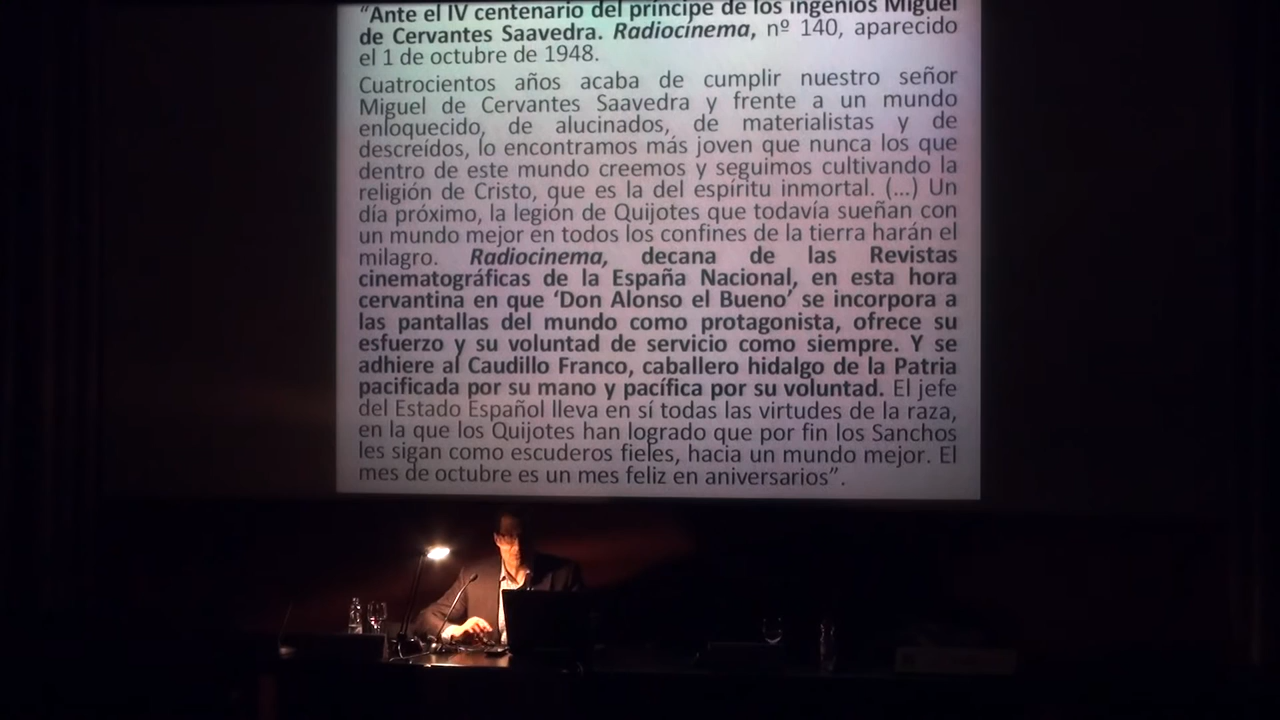 “Ante el IV centenario del príncipe de los ingenios Miguel
de Cervantes Saavedra. Radiocinema, nº 140, aparecido
el 1 de octubre de 1948.
Cuatrocientos años acaba de cumplir nuestro señor
Miguel de Cervantes Saavedra y frente a un mundo
enloquecido, de alucinados, de materialistas y de
descreídos, lo encontramos más joven que nunca los que
dentro de este mundo creemos y seguimos cultivando la
religión de Cristo, que es la del espíritu inmortal. (...) Un
día próximo, la legión de Quijotes que todavía sueñan con
un mundo mejor en todos los confines de la tierra harán el
milagro. Radiocinema, decana de las Revistas
cinematográficas de la España Nacional, en esta hora
cervantina en que ‘Don Alonso el Bueno’ se incorpora a
las pantallas del mundo como protagonista, ofrece su
esfuerzo y su voluntad de servicio como siempre. Y se
adhiere al Caudillo Franco, caballero hidalgo de la Patria
pacificada por su mano y pacífica por su voluntad. El jefe
del Estado Español lleva en sí todas las virtudes de la raza,
en la que los Quijotes han logrado que por fin los Sanchos
les sigan como escuderos fieles, hacia un mundo mejor. El
mes de octubre es un mes feliz en aniversarios”.